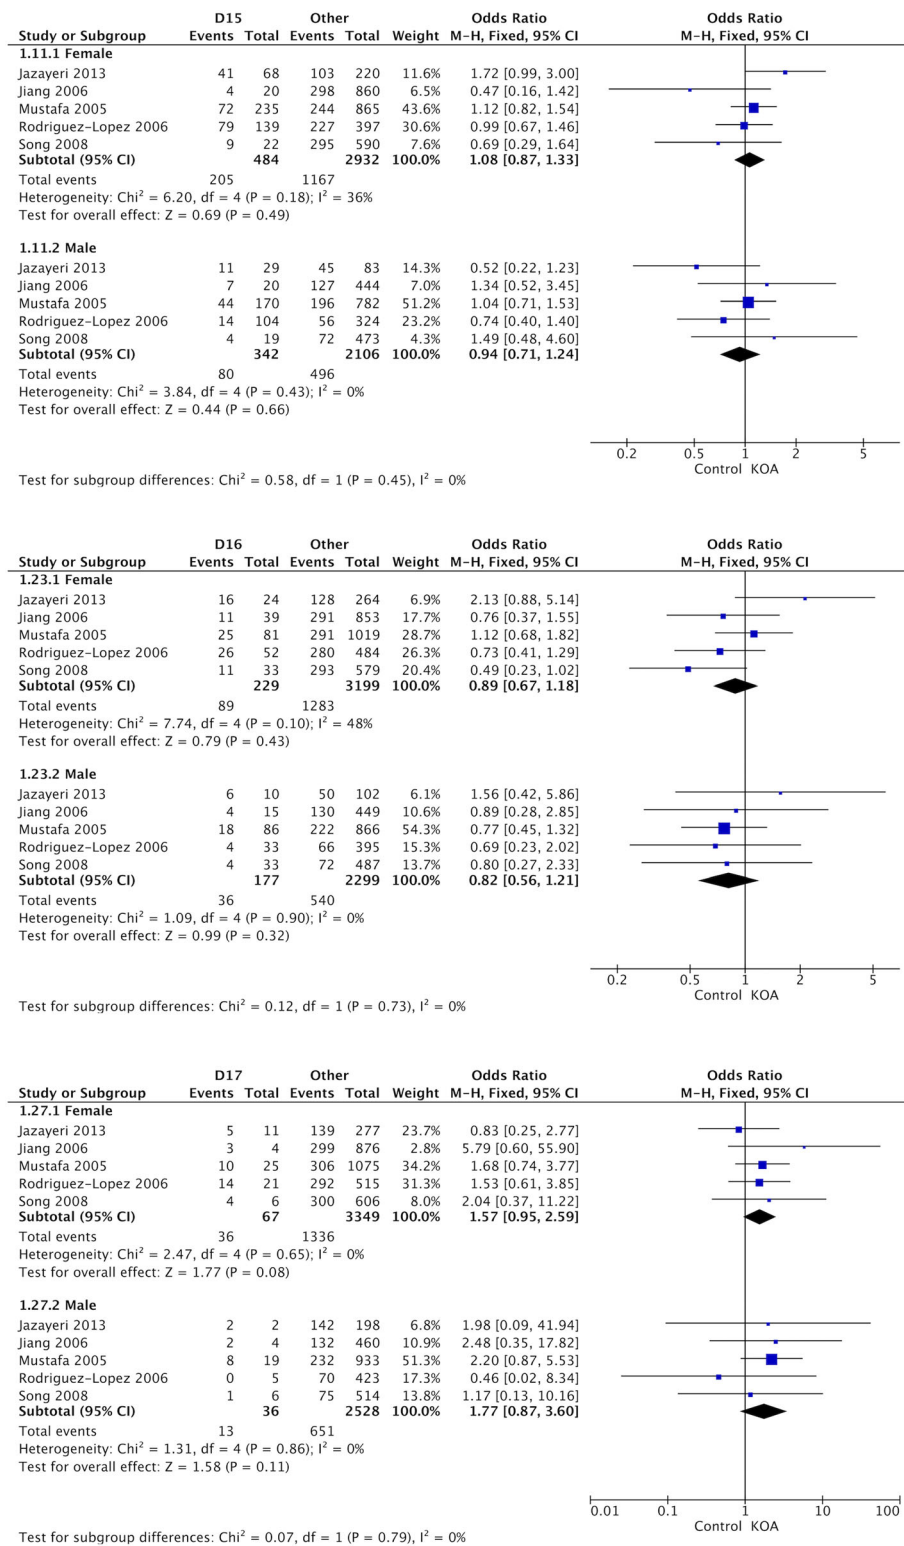 D15 Other Odds Ratio Odds Ratio
Study or Subgroup Events Total Events Total Weight M-H, Fixed, 95% CI M-H, Fixed, 95% CI
1.11.1 Female
Jazayeri 2013 41 68 103 220 11.6% 1.72 [0.99, 3.00]
Jiang 2006 4 20 298 860 6.5% 0.47 [0.16, 1.42]
Mustafa 2005 72 235 244 865 43.6% 1.12 [0.82, 1.54]
Rodriguez-Lopez 2006 79 139 227 397 30.6% 0.99 [0.67, 1.46]
Song 2008 9 22 295 590 7.6% 0.69 [0.29, 1.64]
Subtotal (95% CI) 484 2932 100.0% 1.08 [0.87, 1.33]
Total events 205 1167
Heterogeneity: Chi² = 6.20, df = 4 (P = 0.18); I² = 36%
Test for overall effect: Z = 0.69 (P = 0.49)
1.11.2 Male
Jazayeri 2013 11 29 45 83 14.3% 0.52 [0.22, 1.23]
Jiang 2006 7 20 127 444 7.0% 1.34 [0.52, 3.45]
Mustafa 2005 44 170 196 782 51.2% 1.04 [0.71, 1.53]
Rodriguez-Lopez 2006 14 104 56 324 23.2% 0.74 [0.40, 1.40]
Song 2008 4 19 72 473 4.3% 1.49 [0.48, 4.60]
Subtotal (95% CI) 342 2106 100.0% 0.94 [0.71, 1.24]
Total events 80 496
Heterogeneity: Chi² = 3.84, df = 4 (P = 0.43); I² = 0%
Test for overall effect: Z = 0.44 (P = 0.66)
0.2 0.5 1 2 5
Control KOA
Test for subgroup differences: Chi² = 0.58, df = 1 (P = 0.45), I² = 0%
D16 Other Odds Ratio Odds Ratio
Study or Subgroup Events Total Events Total Weight M-H, Fixed, 95% CI M-H, Fixed, 95% CI
1.23.1 Female
Jazayeri 2013 16 24 128 264 6.9% 2.13 [0.88, 5.14]
Jiang 2006 11 39 291 853 17.7% 0.76 [0.37, 1.55]
Mustafa 2005 25 81 291 1019 28.7% 1.12 [0.68, 1.82]
Rodriguez-Lopez 2006 26 52 280 484 26.3% 0.73 [0.41, 1.29]
Song 2008 11 33 293 579 20.4% 0.49 [0.23, 1.02]
Subtotal (95% CI) 229 3199 100.0% 0.89 [0.67, 1.18]
Total events 89 1283
Heterogeneity: Chi² = 7.74, df = 4 (P = 0.10); I² = 48%
Test for overall effect: Z = 0.79 (P = 0.43)
1.23.2 Male
Jazayeri 2013 6 10 50 102 6.1% 1.56 [0.42, 5.86]
Jiang 2006 4 15 130 449 10.6% 0.89 [0.28, 2.85]
Mustafa 2005 18 86 222 866 54.3% 0.77 [0.45, 1.32]
Rodriguez-Lopez 2006 4 33 66 395 15.3% 0.69 [0.23, 2.02]
Song 2008 4 33 72 487 13.7% 0.80 [0.27, 2.33]
Subtotal (95% CI) 177 2299 100.0% 0.82 [0.56, 1.21]
Total events 36 540
Heterogeneity: Chi² = 1.09, df = 4 (P = 0.90); I² = 0%
Test for overall effect: Z = 0.99 (P = 0.32)
0.2 0.5 1 2 5
Control KOA
Test for subgroup differences: Chi² = 0.12, df = 1 (P = 0.73), I² = 0%
D17 Other Odds Ratio Odds Ratio
Study or Subgroup Events Total Events Total Weight M-H, Fixed, 95% CI M-H, Fixed, 95% CI
1.27.1 Female
Jazayeri 2013 5 11 139 277 23.7% 0.83 [0.25, 2.77]
Jiang 2006 3 4 299 876 2.8% 5.79 [0.60, 55.90]
Mustafa 2005 10 25 306 1075 34.2% 1.68 [0.74, 3.77]
Rodriguez-Lopez 2006 14 21 292 515 31.3% 1.53 [0.61, 3.85]
Song 2008 4 6 300 606 8.0% 2.04 [0.37, 11.22]
Subtotal (95% CI) 67 3349 100.0% 1.57 [0.95, 2.59]
Total events 36 1336
Heterogeneity: Chi² = 2.47, df = 4 (P = 0.65); I² = 0%
Test for overall effect: Z = 1.77 (P = 0.08)
1.27.2 Male
Jazayeri 2013 2 2 142 198 6.8% 1.98 [0.09, 41.94]
Jiang 2006 2 4 132 460 10.9% 2.48 [0.35, 17.82]
Mustafa 2005 8 19 232 933 51.3% 2.20 [0.87, 5.53]
Rodriguez-Lopez 2006 0 5 70 423 17.3% 0.46 [0.02, 8.34]
Song 2008 1 6 75 514 13.8% 1.17 [0.13, 10.16]
Subtotal (95% CI) 36 2528 100.0% 1.77 [0.87, 3.60]
Total events 13 651
Heterogeneity: Chi² = 1.31, df = 4 (P = 0.86); I² = 0%
Test for overall effect: Z = 1.58 (P = 0.11)
0.01 0.1 1 10 100
Control KOA
Test for subgroup differences: Chi² = 0.07, df = 1 (P = 0.79), I² = 0%